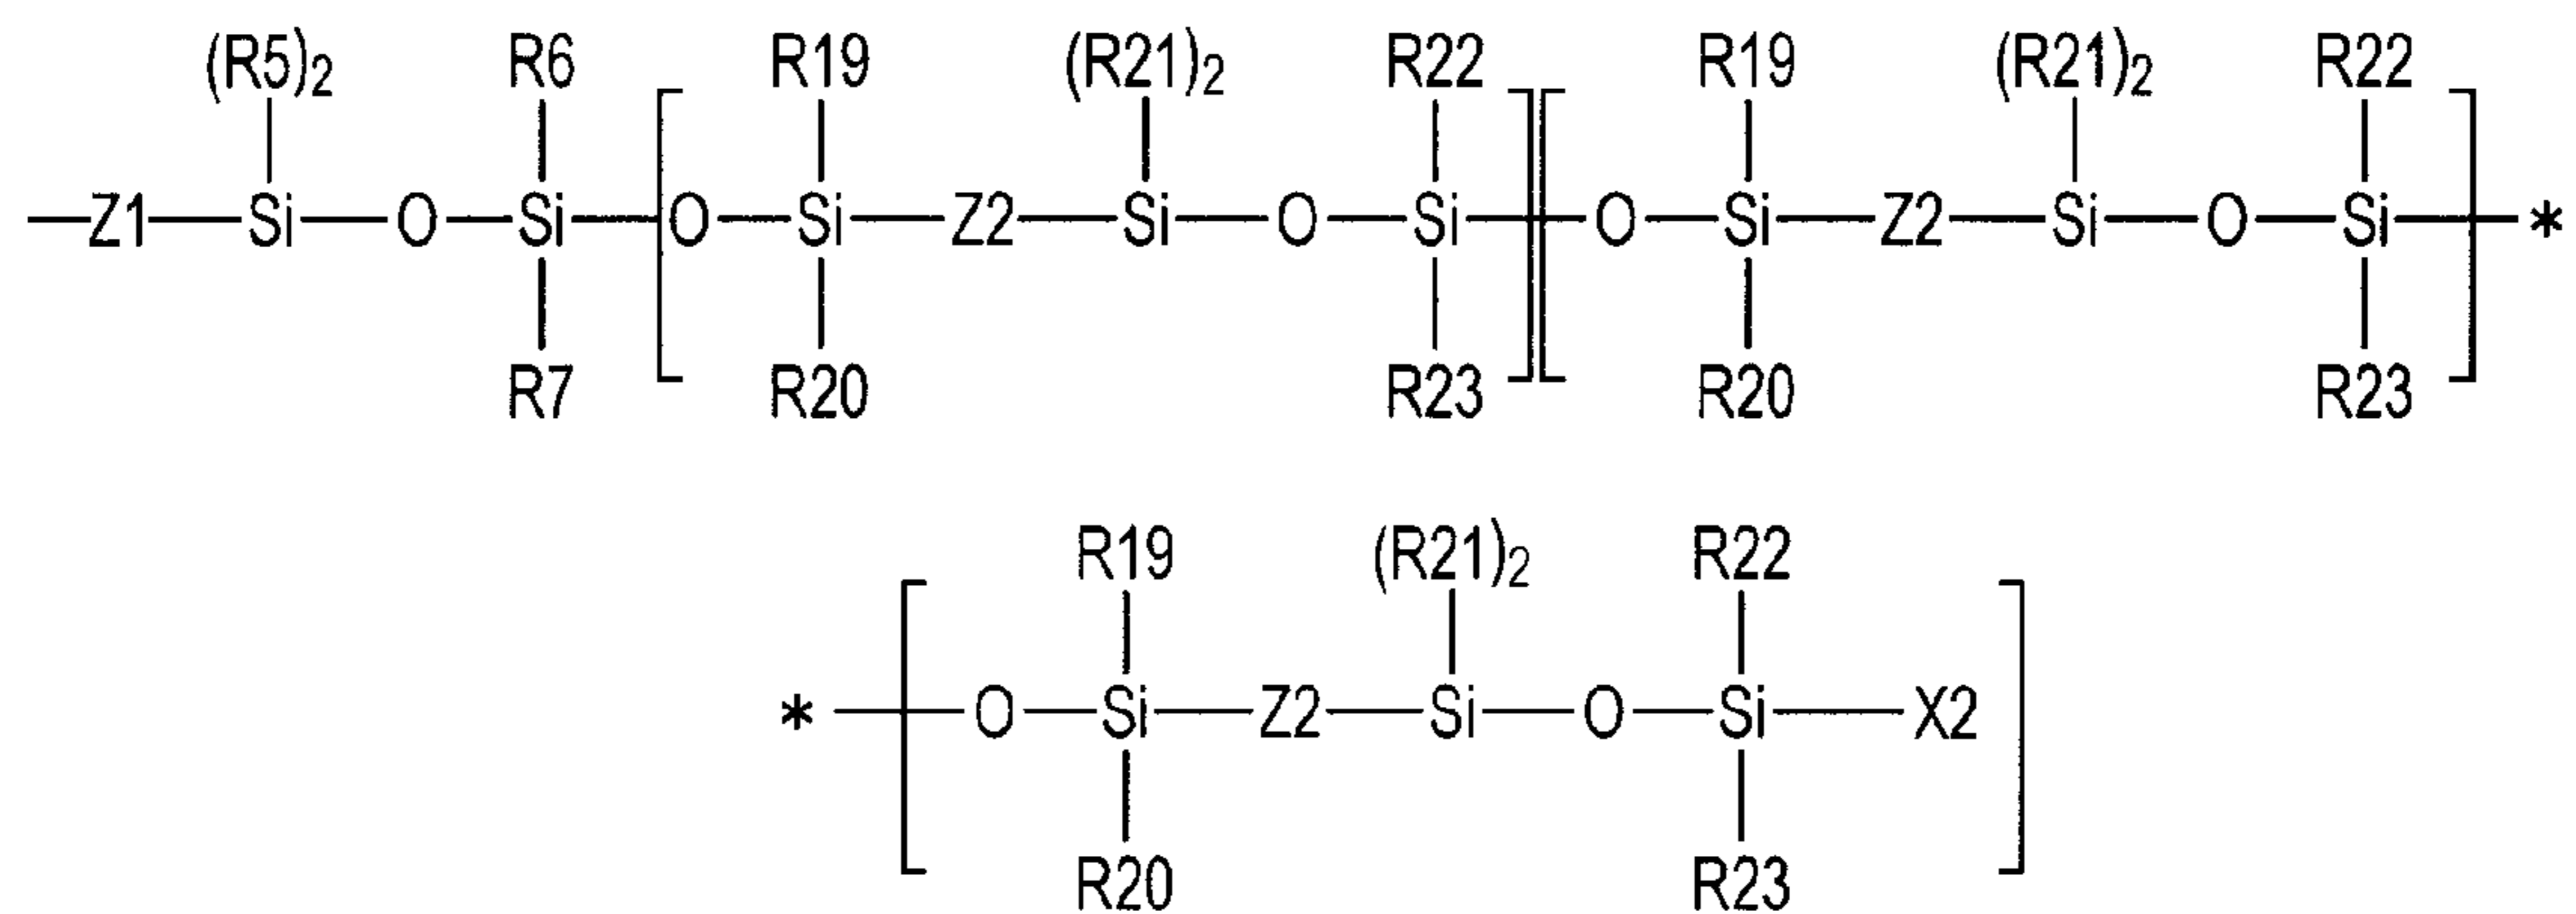 (R5)2 R6 R19 (R21)2 R22 R19 (R21)2 R22
Z1 Si O Si O Si Z2 Si O Si O Si Z2 Si O Si *
R7 R20 R23 R20 R23
R19 (R21)2 R22
* O Si Z2 Si O Si X2
R20 R23